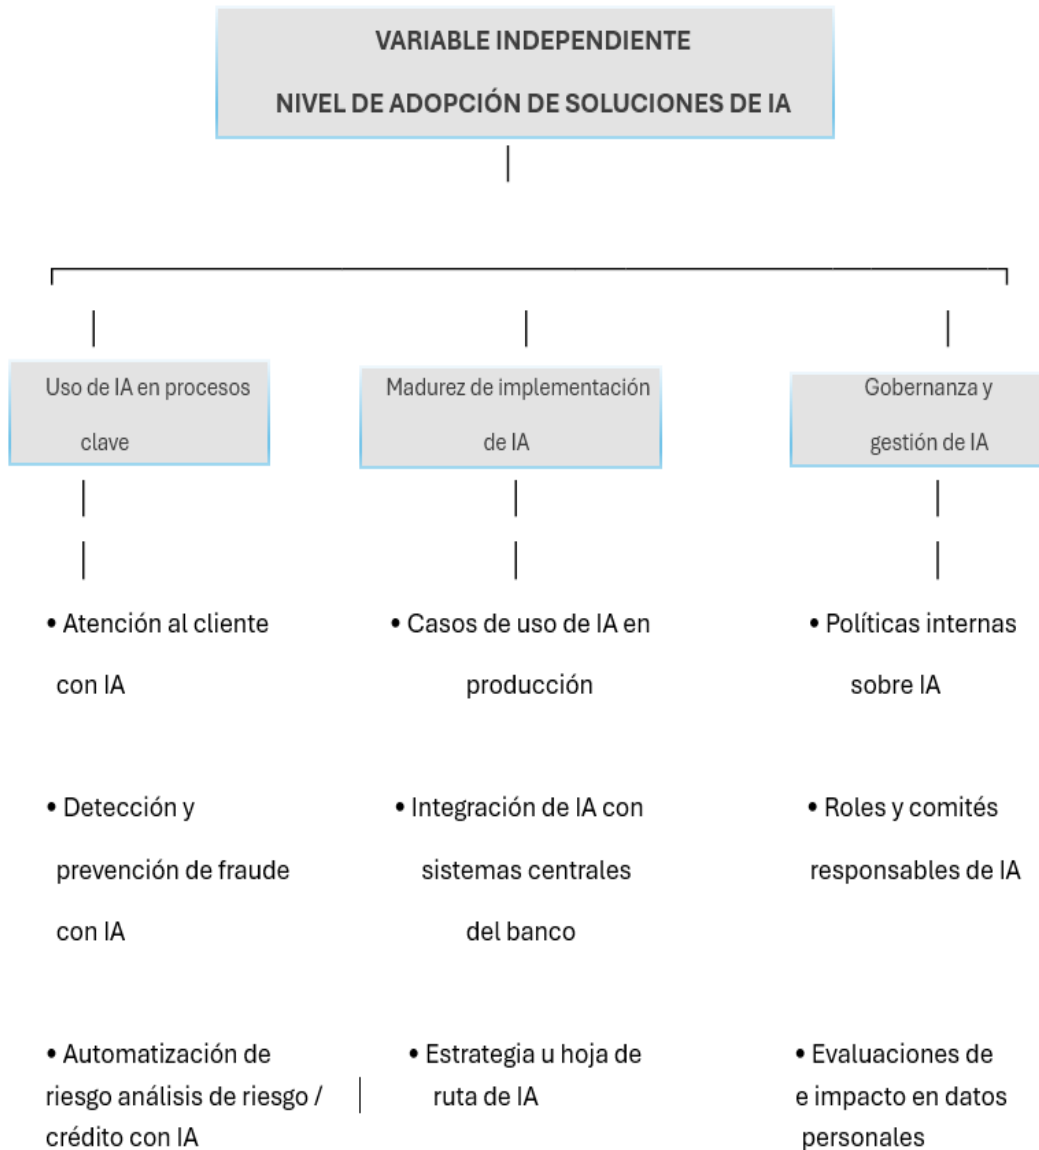 VARIABLE INDEPENDIENTE
NIVEL DE ADOPCIÓN DE SOLUCIONES DE IA
Uso de IA en procesos
clave
Madurez de implementación
de IA
Gobernanza y
gestión de IA
• Atención al cliente
con IA
• Detección y
prevención de fraude
con IA
• Automatización de
riesgo análisis de riesgo /
crédito con IA
• Casos de uso de IA en
producción
• Integración de IA con
sistemas centrales
del banco
• Estrategia u hoja de
ruta de IA
• Políticas internas
sobre IA
• Roles y comités
responsables de IA
• Evaluaciones de
e impacto en datos
personales